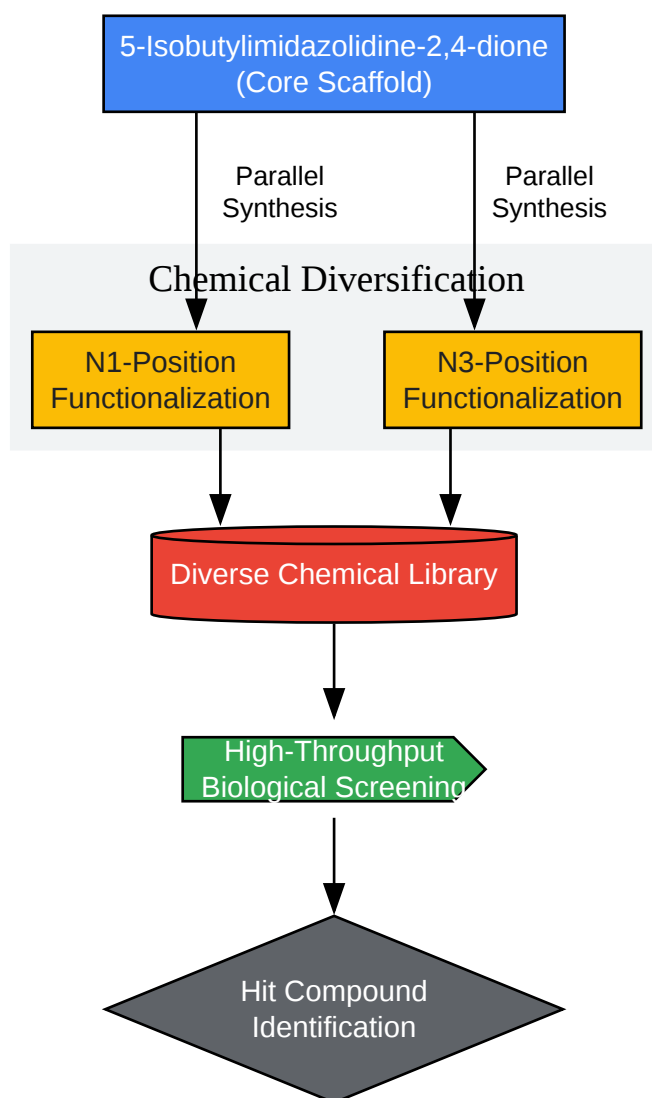 5-Isobutylimidazolidine-2,4-dione
(Core Scaffold)
Parallel
Synthesis
Parallel
Synthesis
Chemical Diversification
N1-Position
Functionalization
N3-Position
Functionalization
Diverse Chemical Library
High-Throughput
Biological Screening
Hit Compound
Identification